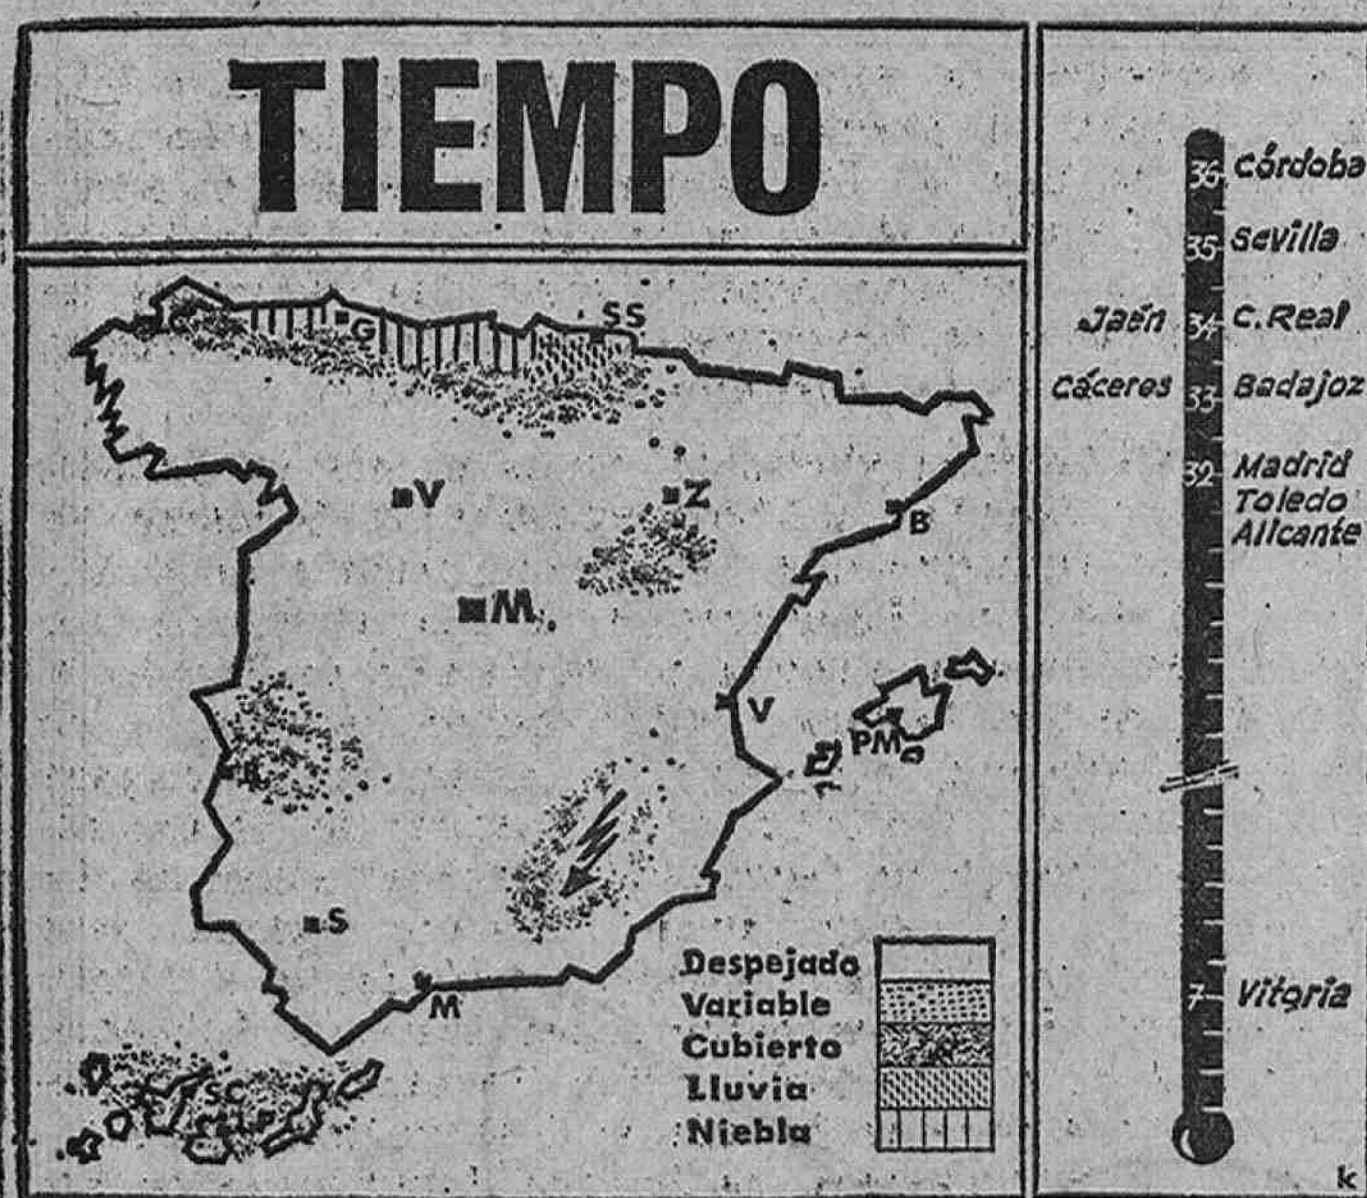 TIEMPO
G
SS
V
Z
B
M
V
PM
S
M
SC
Despejado
Variable
Cubierto
Lluvia
Niebla
36 Córdoba
35 Sevilla
Jaén 34 C.Real
Cáceres 33 Badajoz
32 Madrid
Toledo
Alicante
7 Vitoria
k